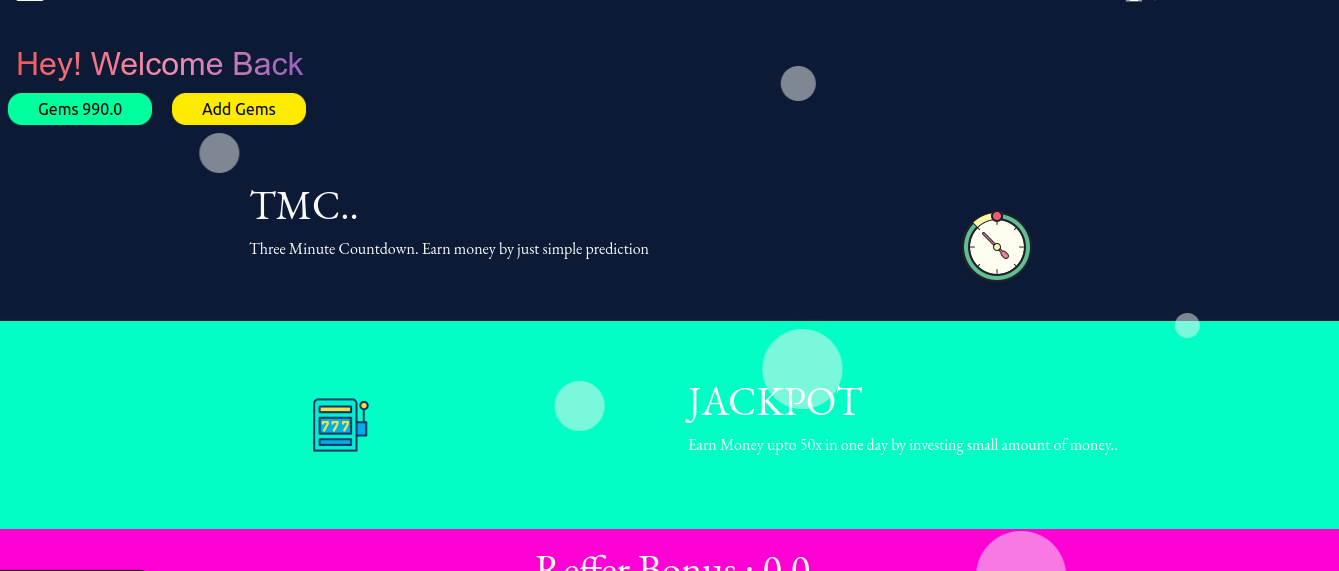 Hey! Welcome Back
Gems 990.0
Add Gems
TMC..
Three Minute Countdown. Earn money by just simple prediction
777
JACKPOT
Earn Money upto 50x in one day by investing small amount of money..
Reffer Bonus : 0.0